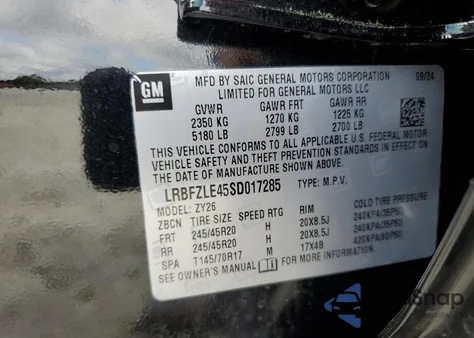 GM
MFD BY SAIC GENERAL MOTORS CORPORATION 09/24
LIMITED FOR GENERAL MOTORS LLC
GVWR GAWR FRT GAWR RR
2350 KG 1270 KG 1225 KG
5180 LB 2799 LB 2700 LB
THIS VEHICLE CONFORMS TO ALL APPLICABLE U.S. FEDERAL MOTOR
VEHICLE SAFETY AND THEFT PREVENTION STANDARDS IN EFFECT ON
THE DATE OF MANUFACTURE SHOWN ABOVE.
LRBFZLE45SD017285 TYPE: M.P.V.
MODEL: ZY26
ZBCN TIRE SIZE SPEED RTG RIM COLD TIRE PRESSURE
FRT 245/45R20 H 20X8.5J 240KPA(35PSI)
RR 245/45R20 H 20X8.5J 240KPA(35PSI)
SPA T145/70R17 M 17X4B 420KPA(60PSI)
SEE OWNER'S MANUAL FOR MORE INFORMATION.